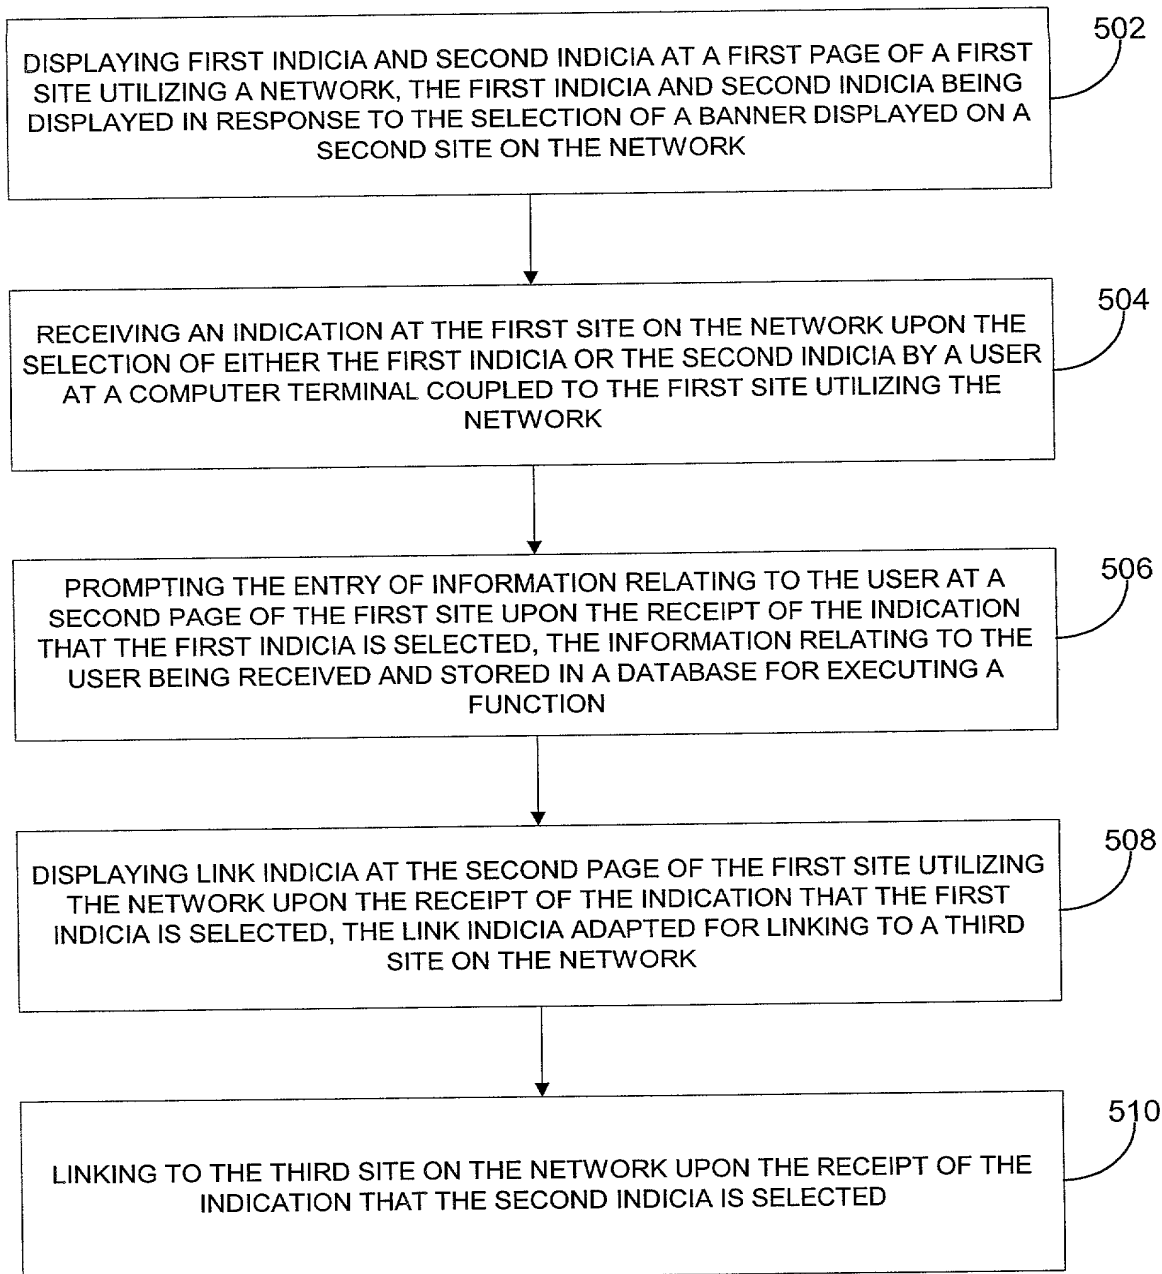 502
DISPLAYING FIRST INDICIA AND SECOND INDICIA AT A FIRST PAGE OF A FIRST
SITE UTILIZING A NETWORK, THE FIRST INDICIA AND SECOND INDICIA BEING
DISPLAYED IN RESPONSE TO THE SELECTION OF A BANNER DISPLAYED ON A
SECOND SITE ON THE NETWORK
504
RECEIVING AN INDICATION AT THE FIRST SITE ON THE NETWORK UPON THE
SELECTION OF EITHER THE FIRST INDICIA OR THE SECOND INDICIA BY A USER
AT A COMPUTER TERMINAL COUPLED TO THE FIRST SITE UTILIZING THE
NETWORK
506
PROMPTING THE ENTRY OF INFORMATION RELATING TO THE USER AT A
SECOND PAGE OF THE FIRST SITE UPON THE RECEIPT OF THE INDICATION
THAT THE FIRST INDICIA IS SELECTED, THE INFORMATION RELATING TO THE
USER BEING RECEIVED AND STORED IN A DATABASE FOR EXECUTING A
FUNCTION
508
DISPLAYING LINK INDICIA AT THE SECOND PAGE OF THE FIRST SITE UTILIZING
THE NETWORK UPON THE RECEIPT OF THE INDICATION THAT THE FIRST
INDICIA IS SELECTED, THE LINK INDICIA ADAPTED FOR LINKING TO A THIRD
SITE ON THE NETWORK
510
LINKING TO THE THIRD SITE ON THE NETWORK UPON THE RECEIPT OF THE
INDICATION THAT THE SECOND INDICIA IS SELECTED.